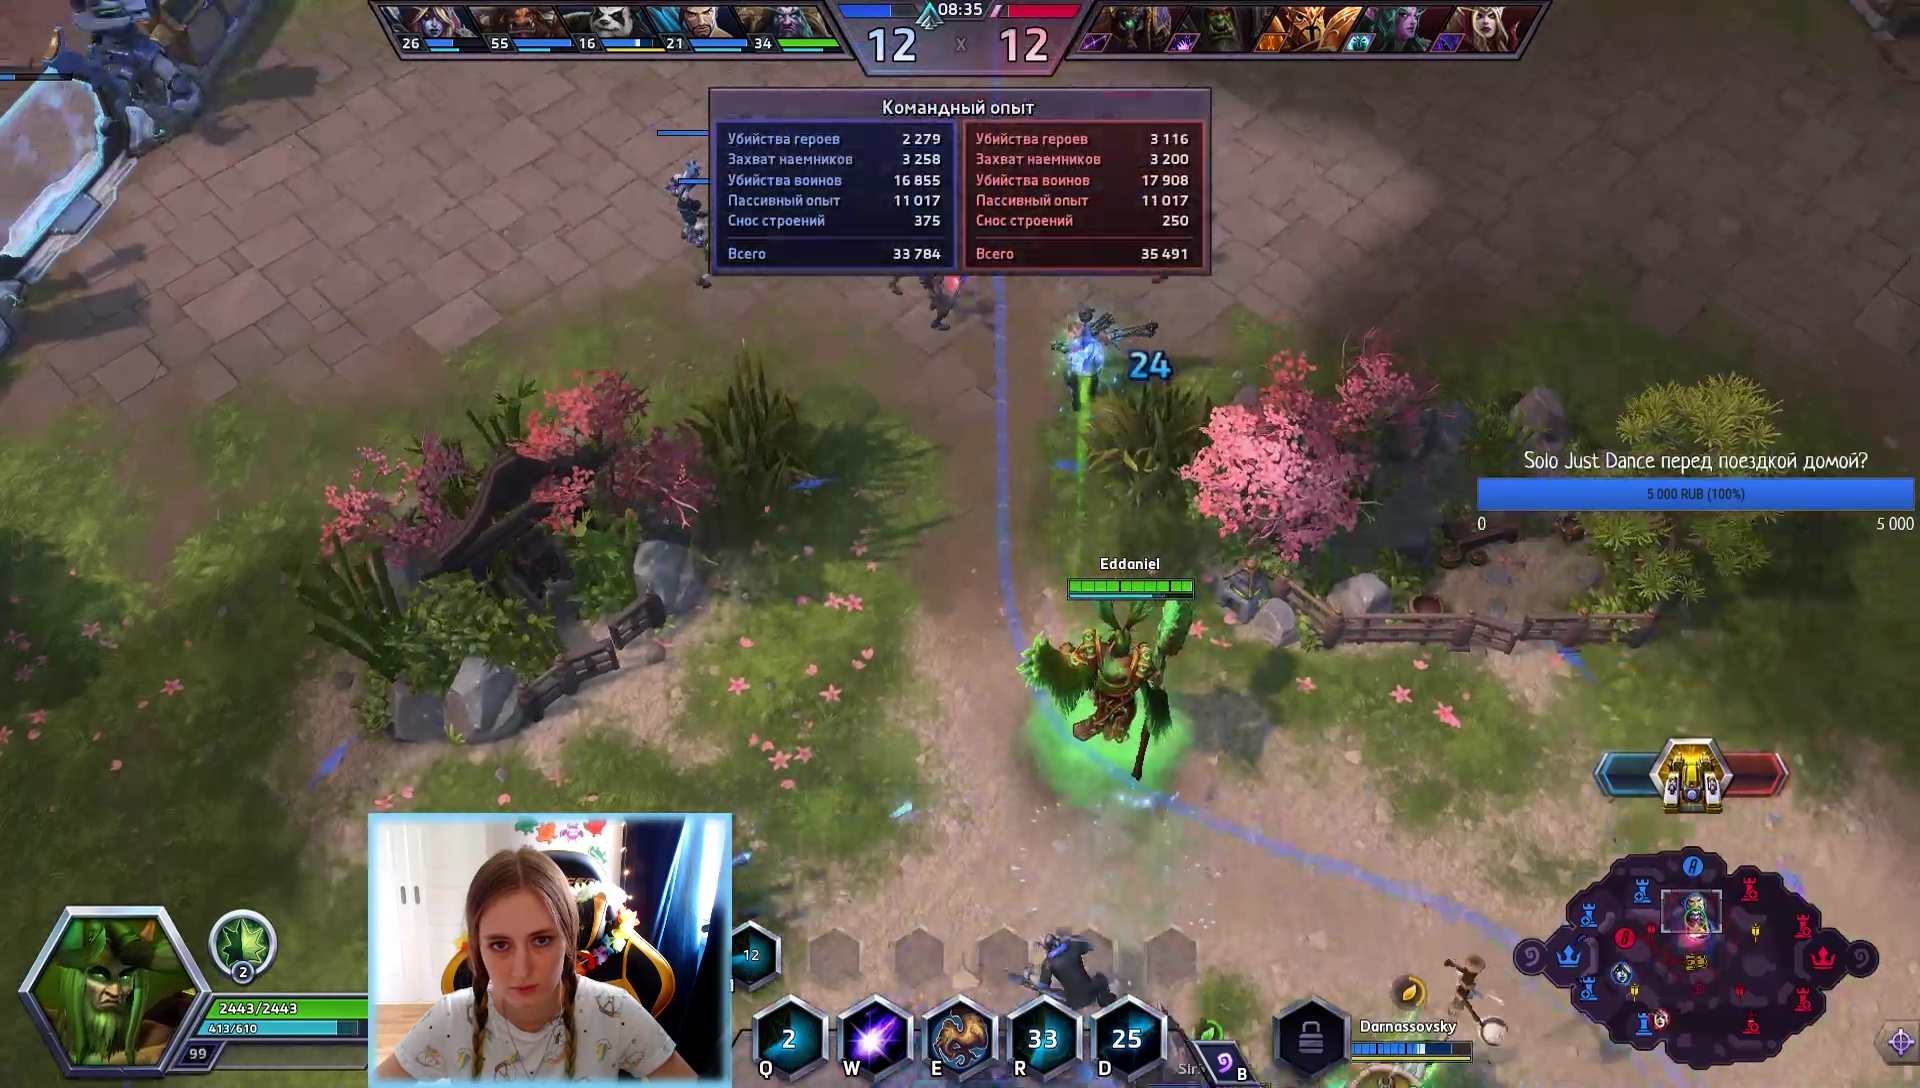 26 55 16 21 34
08:35
12 x 12
Командный опыт
Убийства героев 2 279
Захват наемников 3 258
Убийства воинов 16 855
Пассивный опыт 11 017
Снос строений 375
Всего 33 784
Убийства героев 3 116
Захват наемников 3 200
Убийства воинов 17 908
Пассивный опыт 11 017
Снос строений 250
Всего 35 491
24
Solo Just Dance перед поездкой домой?
5 000 RUB (100%)
0 5 000
Eddaniel
2
2443/2443
413/610
99
12
2 33 25
Q W E R D
B
Darnassovsky